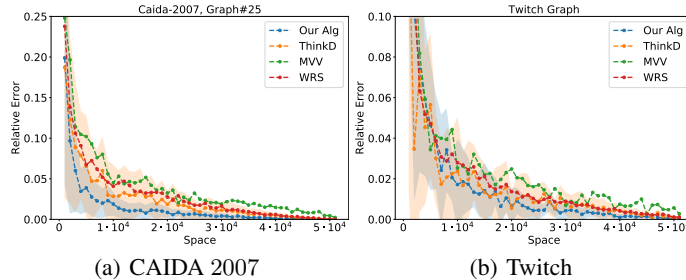 Caida-2007, Graph#25
Relative Error
0.25
0.20
0.15
0.10
0.05
0.00
Our Alg
ThinkD
MVV
WRS
0
1·10⁴
2·10⁴
3·10⁴
4·10⁴
5·10⁴
Space
(a) CAIDA 2007
Twitch Graph
Relative Error
0.10
0.08
0.06
0.04
0.02
0.00
Our Alg
ThinkD
MVV
WRS
0
1·10⁴
2·10⁴
3·10⁴
4·10⁴
5·10⁴
Space
(b) Twitch